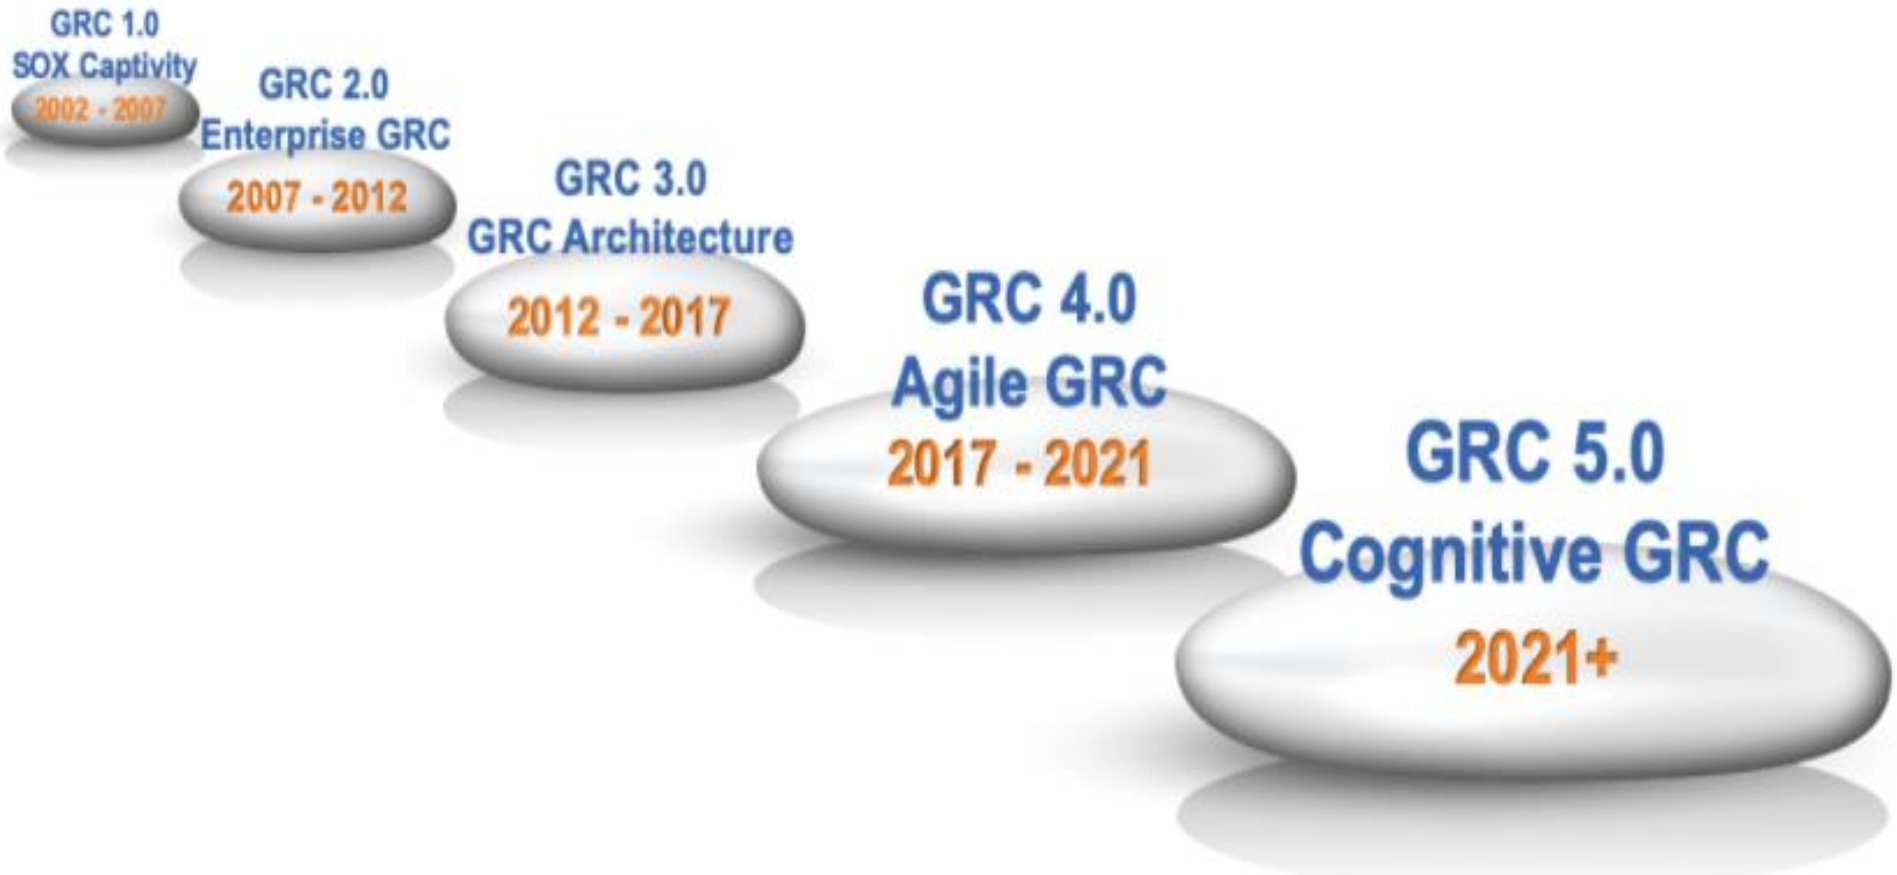 GRC 1.0
SOX Captivity
2002 - 2007
GRC 2.0
Enterprise GRC
2007 - 2012
GRC 3.0
GRC Architecture
2012 - 2017
GRC 4.0
Agile GRC
2017 - 2021
GRC 5.0
Cognitive GRC
2021+